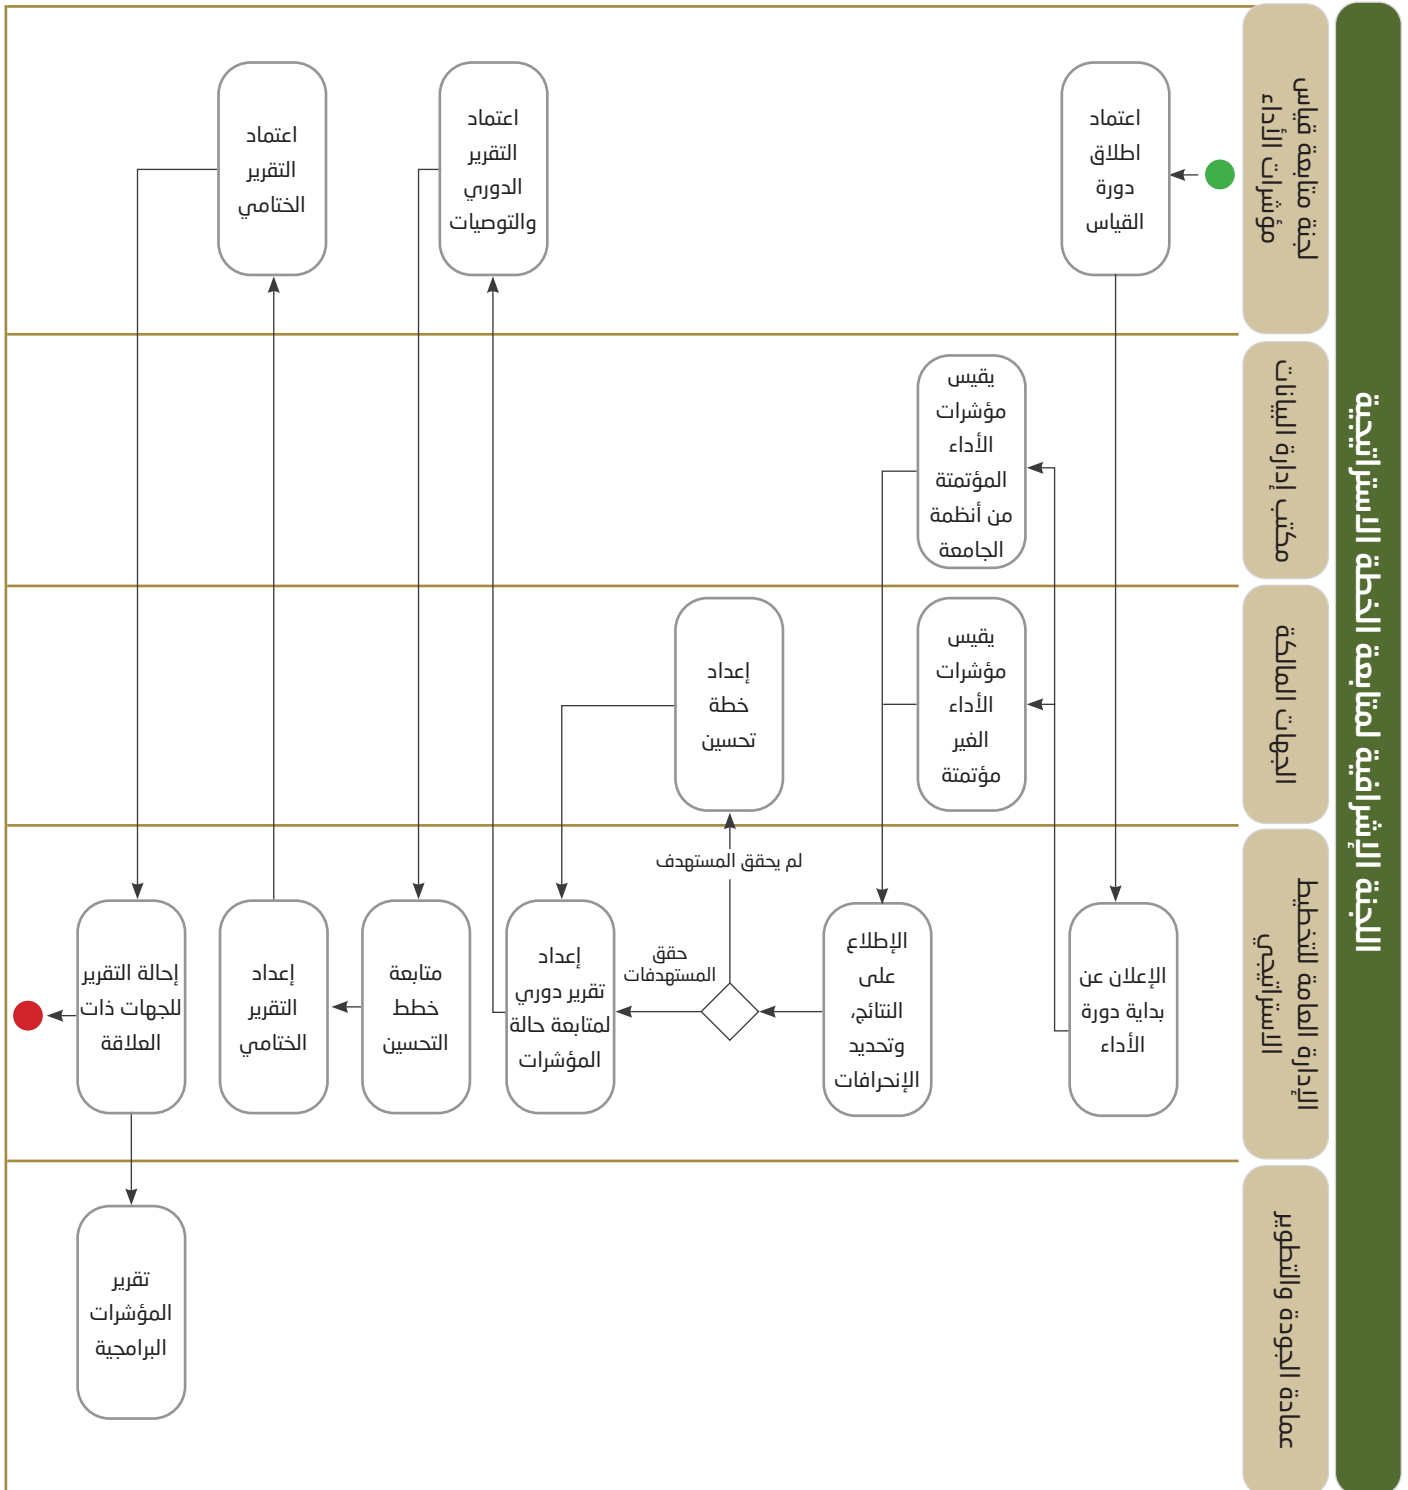 اللجنة الإشرافية لمتابعة الخطة الاستراتيجية
لجنة متابعة قياس
مؤشرات الأداء
اعتماد
اطلاق
دورة
القياس
اعتماد
التقرير
الدوري
والتوصيات
اعتماد
التقرير
الختامي
مكتب إدارة البيانات
يقيس
مؤشرات
الأداء
المؤتمتة
من أنظمة
الجامعة
الجهات المالكة
يقيس
مؤشرات
الأداء
الغير
مؤتمتة
إعداد
خطة
تحسين
الإدارة العامة للتخطيط
الاستراتيجي
الإعلان عن
بداية دورة
الأداء
الإطلاع
على
النتائج،
وتحديد
الإنحرافات
لم يحقق المستهدف
حقق
المستهدفات
إعداد
تقرير دوري
لمتابعة حالة
المؤشرات
متابعة
خطط
التحسين
إعداد
التقرير
الختامي
إحالة التقرير
للجهات ذات
العلاقة
عمادة الجودة والتطوير
تقرير
المؤشرات
البرامجية